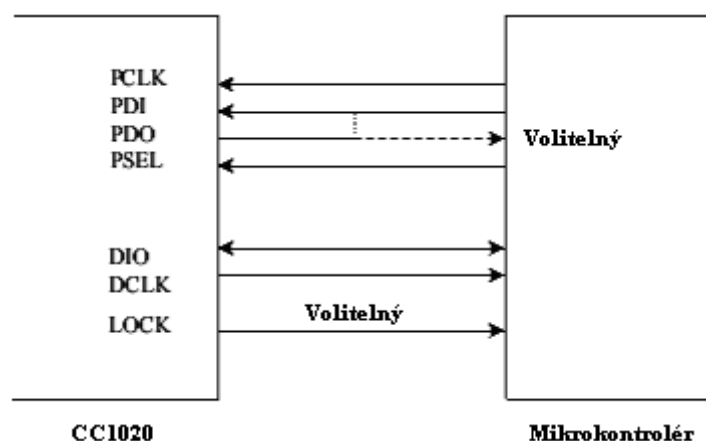 PCLK
PDI
PDO
Volitelný
PSEL
DIO
DCLK
Volitelný
LOCK
CC1020
Mikrokontrolér